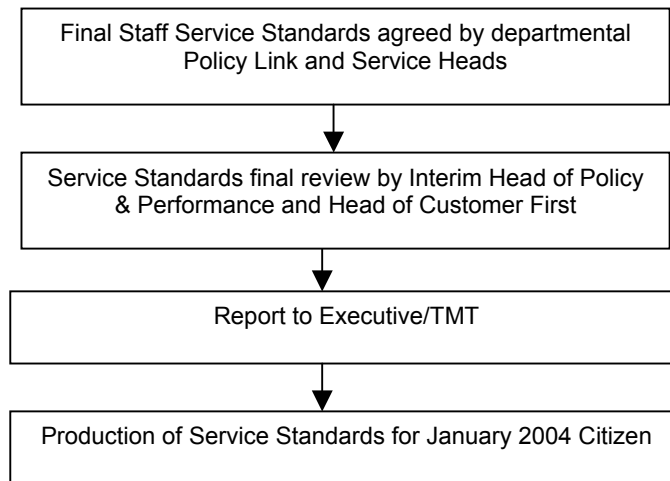 Final Staff Service Standards agreed by departmental
Policy Link and Service Heads
Service Standards final review by Interim Head of Policy
& Performance and Head of Customer First
Report to Executive/TMT
Production of Service Standards for January 2004 Citizen